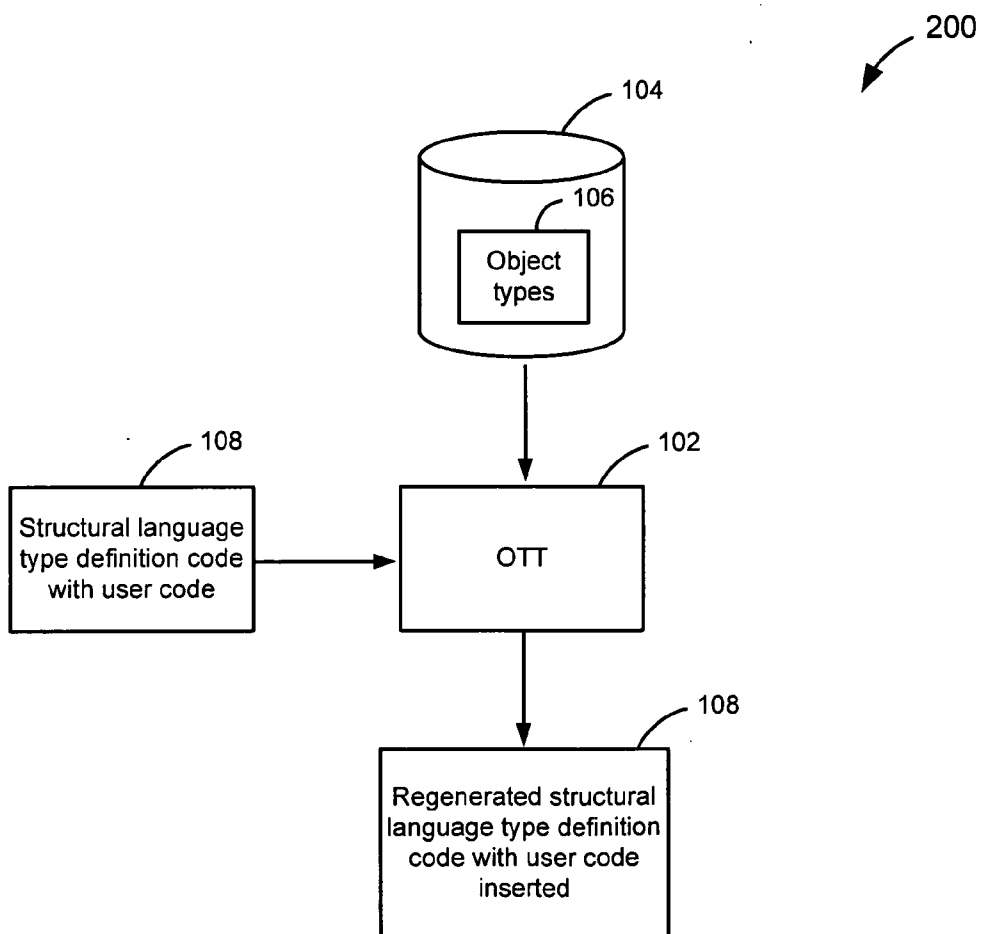 200
104
106
Object
types
108
102
Structural language
type definition code
with user code
OTT
108
Regenerated structural
language type definition
code with user code
inserted